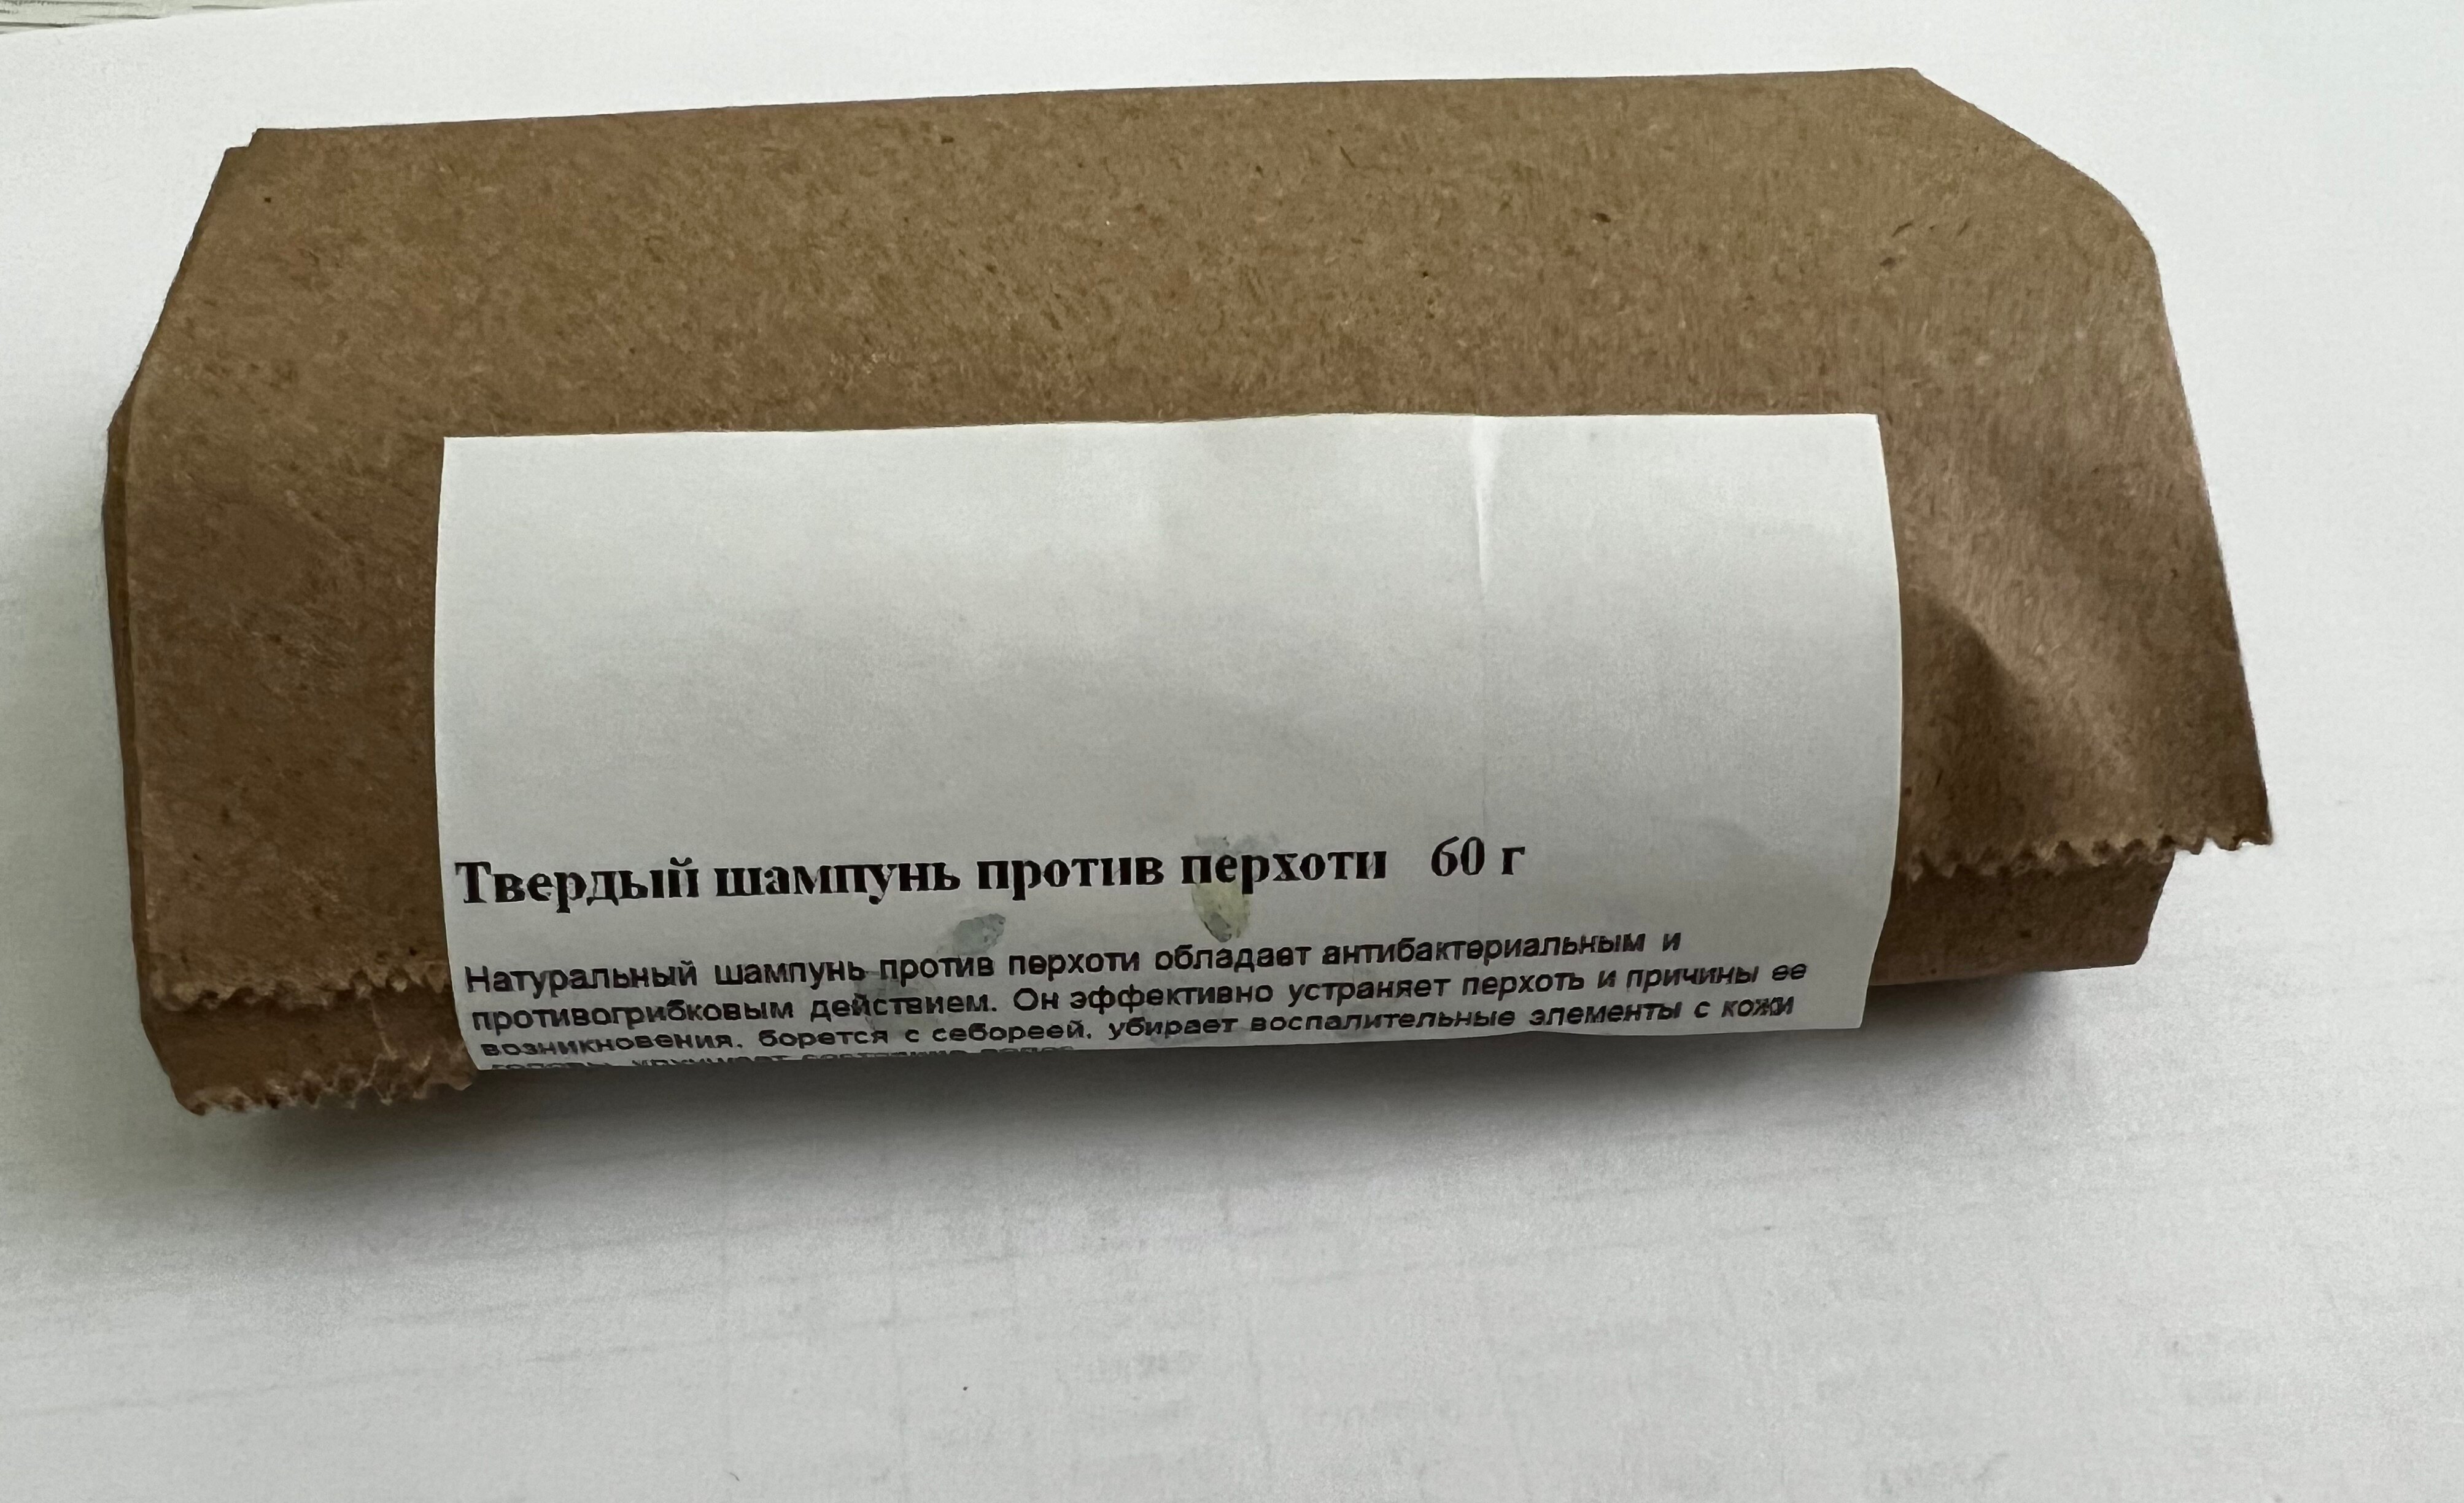 Твердый шампунь против перхоти 60 г
Натуральный шампунь против перхоти обладает антибактериальным и
противогрибковым действием. Он эффективно устраняет перхоть и причины ее
возникновения, борется с себореей, убирает воспалительные элементы с кожи